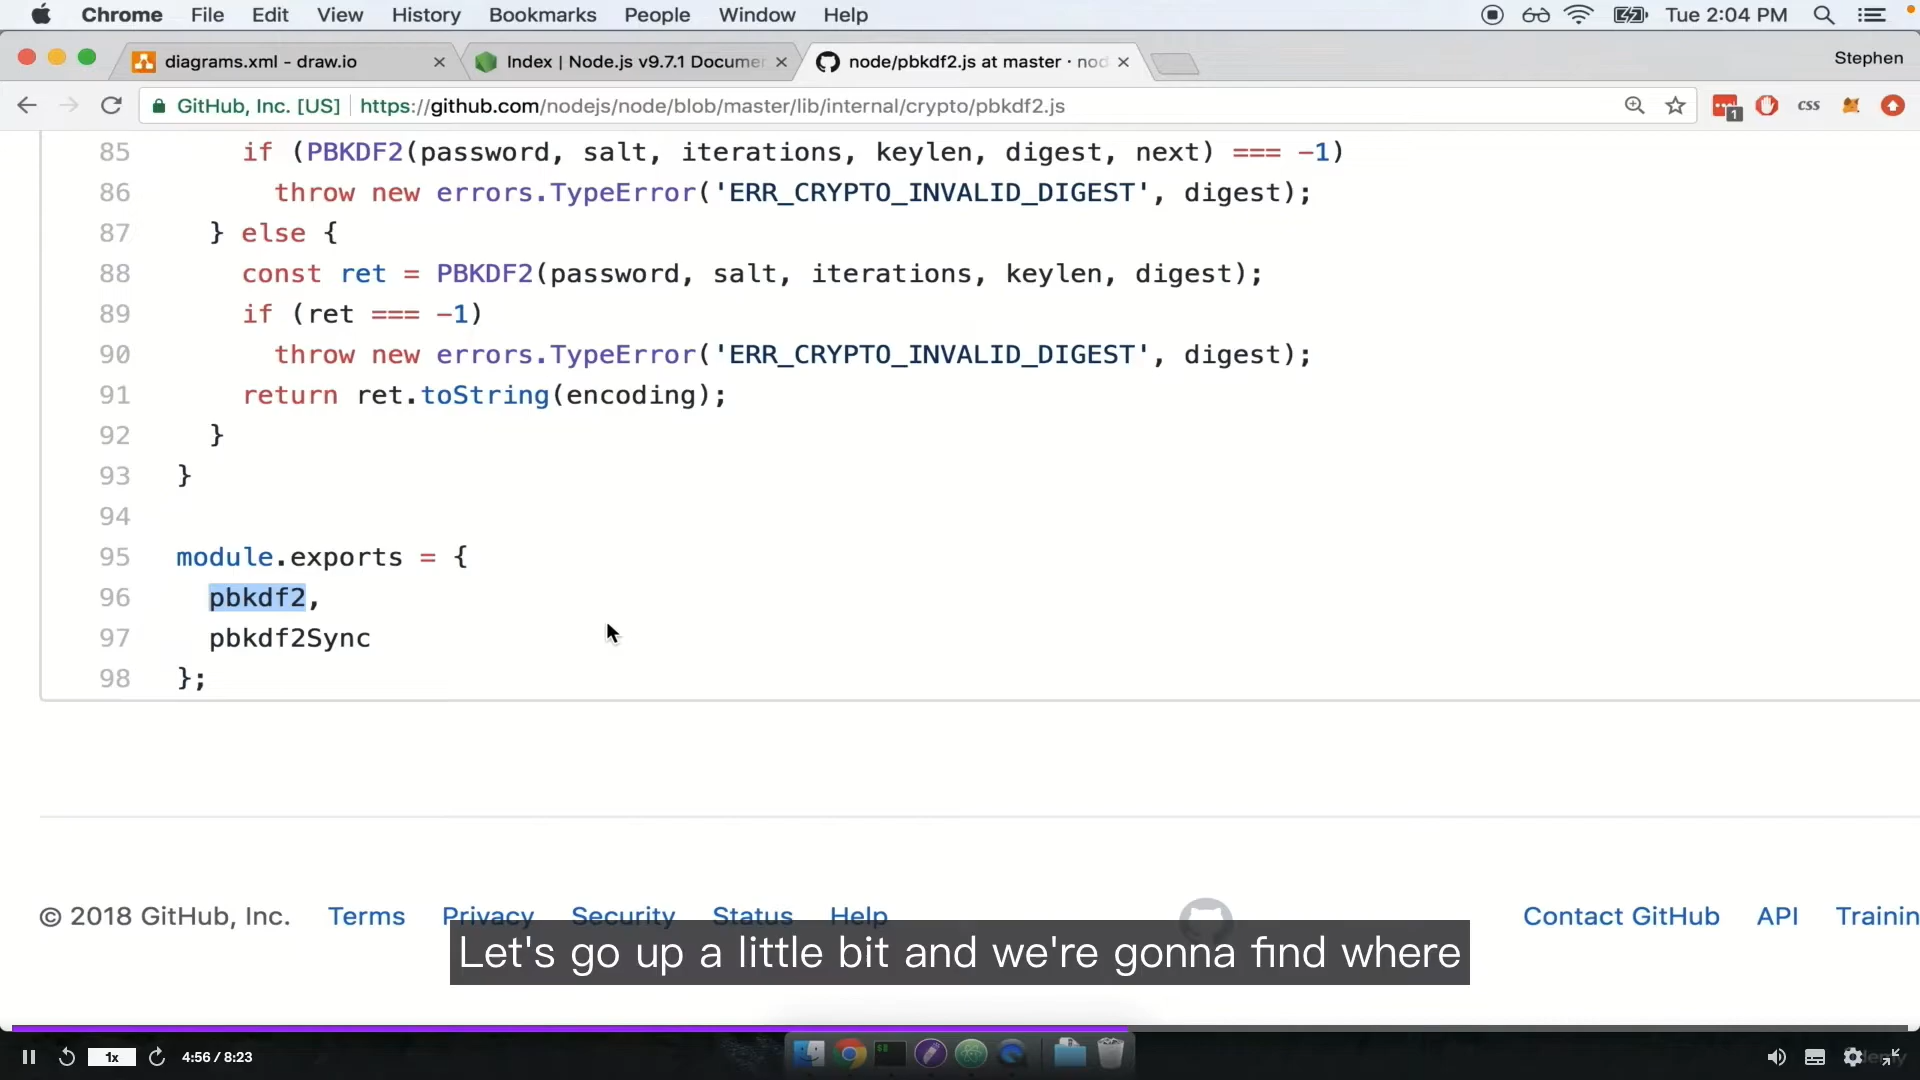 Chrome File Edit View History Bookmarks People Window Help Tue 2:04 PM
diagrams.xml - draw.io Index | Node.js v9.7.1 Documen node/pbkdf2.js at master · nod Stephen
GitHub, Inc. [US] https://github.com/nodejs/node/blob/master/lib/internal/crypto/pbkdf2.js 1 css
85 if (PBKDF2(password, salt, iterations, keylen, digest, next) === -1)
86 throw new errors.TypeError('ERR_CRYPTO_INVALID_DIGEST', digest);
87 } else {
88 const ret = PBKDF2(password, salt, iterations, keylen, digest);
89 if (ret === -1)
90 throw new errors.TypeError('ERR_CRYPTO_INVALID_DIGEST', digest);
91 return ret.toString(encoding);
92 }
93 }
94
95 module.exports = {
96 pbkdf2,
97 pbkdf2Sync
98 };
© 2018 GitHub, Inc. Terms Privacy Security Status Help Contact GitHub API Trainin
Let's go up a little bit and we're gonna find where
1x 4:56 / 8:23